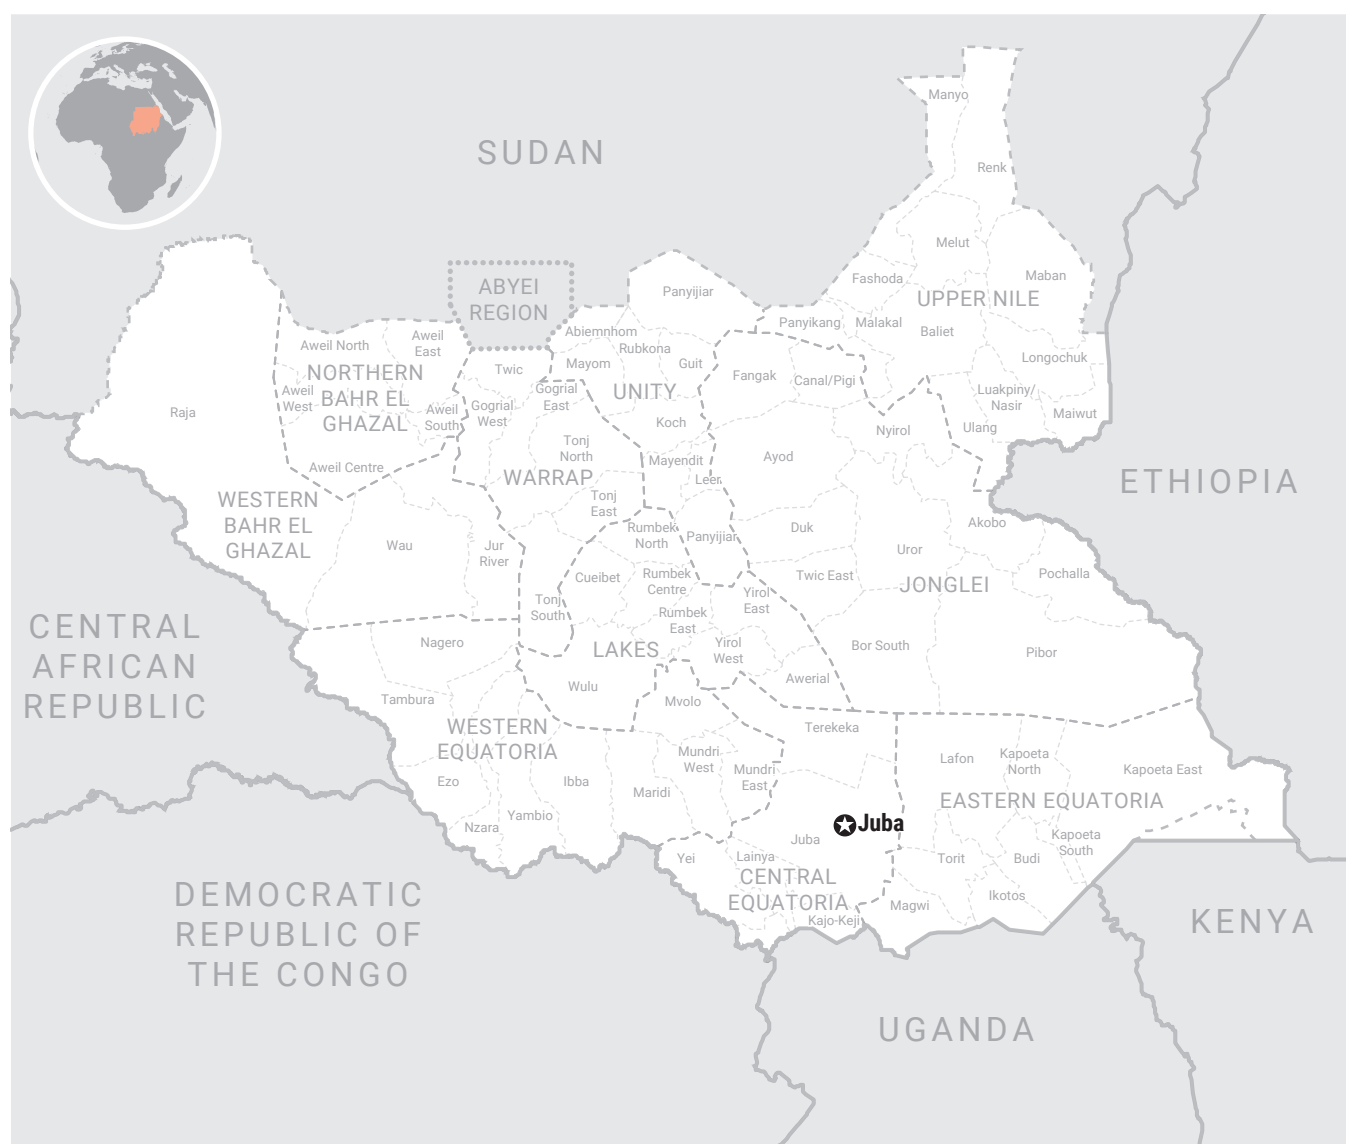 Manyo
SUDAN
Renk
Melut
Maban
Fashoda
ABYEI
REGION
Panyijiar
UPPER NILE
Panyikang
Malakal
Baliet
Abiemnhom
Rubkona
Aweil North
Aweil
East
Longochuk
Mayom
Guit
Twic
NORTHERN
BAHR EL
GHAZAL
Fangak
Canal/Pigi
UNITY
Luakpiny/
Nasir
Aweil
West
Gogrial
East
Gogrial
West
Aweil
South
Raja
Maiwut
Koch
Nyirol
Ulang
Tonj
North
Ayod
Mayendit
Aweil Centre
WARRAP
Leer
ETHIOPIA
WESTERN
BAHR EL
GHAZAL
Tonj
East
Rumbek
North
Duk
Akobo
Panyijiar
Wau
Jur
River
Uror
Cueibet
Rumbek
Centre
Twic East
Pochalla
JONGLEI
Tonj
South
Yirol
East
Rumbek
East
CENTRAL
AFRICAN
REPUBLIC
Nagero
LAKES
Yirol
West
Bor South
Pibor
Wulu
Awerial
Tambura
Mvolo
WESTERN
EQUATORIA
Terekeka
Mundri
West
Lafon
Kapoeta
North
Kapoeta East
Ezo
Ibba
Maridi
Mundri
East
EASTERN EQUATORIA
Yambio
Nzara
Juba
Juba
Kapoeta
South
Yei
Lainya
Torit
Budi
CENTRAL
EQUATORIA
Ikotos
Magwi
Kajo-Keji
DEMOCRATIC
REPUBLIC OF
THE CONGO
KENYA
UGANDA